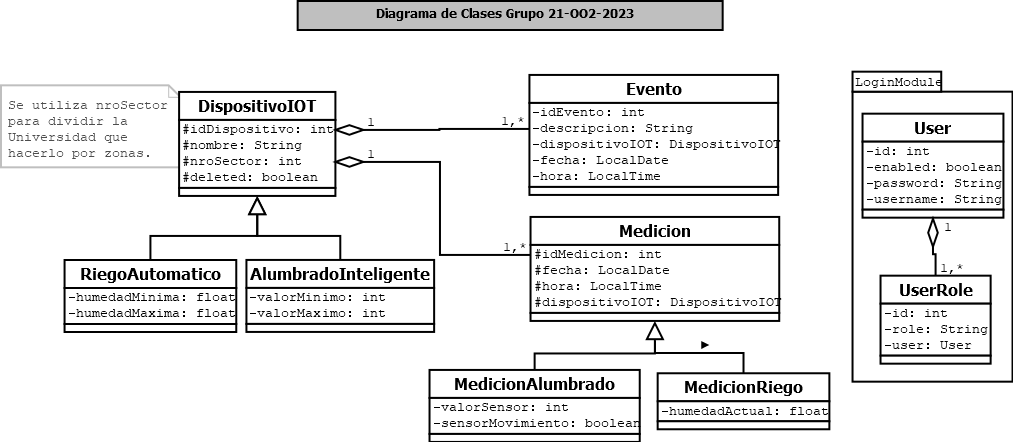 Diagrama de Clases Grupo 21-OO2-2023
Se utiliza nroSector
para dividir la
Universidad que
hacerlo por zonas.
DispositivoIOT
#idDispositivo: int
#nombre: String
#nroSector: int
#deleted: boolean
1
1,*
1
1,*
Evento
-idEvento: int
-descripcion: String
-dispositivoIOT: DispositivoIOT
-fecha: LocalDate
-hora: LocalTime
Medicion
#idMedicion: int
#fecha: LocalDate
#hora: LocalTime
#dispositivoIOT: DispositivoIOT
RiegoAutomatico
-humedadMinima: float
-humedadMaxima: float
AlumbradoInteligente
-valorMinimo: int
-valorMaximo: int
MedicionAlumbrado
-valorSensor: int
-sensorMovimiento: boolean
MedicionRiego
-humedadActual: float
LoginModule
User
-id: int
-enabled: boolean
-password: String
-username: String
1
1,*
UserRole
-id: int
-role: String
-user: User